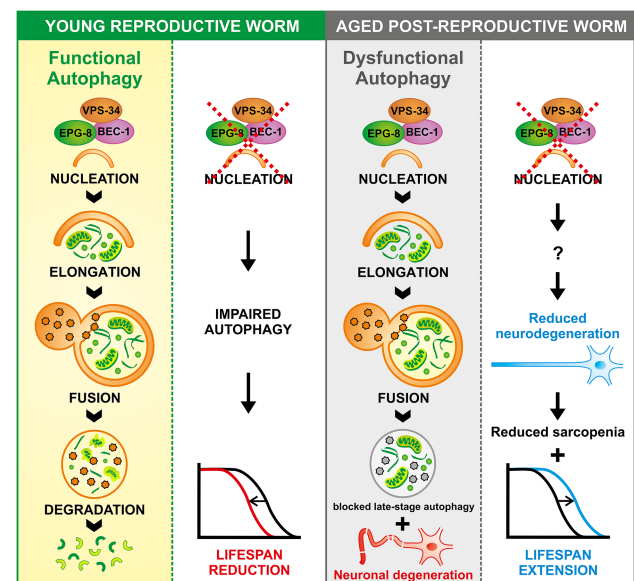 YOUNG REPRODUCTIVE WORM
AGED POST-REPRODUCTIVE WORM
Functional
Autophagy
VPS-34
EPG-8
BEC-1
NUCLEATION
ELONGATION
FUSION
DEGRADATION
VPS-34
EPG-8
BEC-1
NUCLEATION
IMPAIRED
AUTOPHAGY
LIFESPAN
REDUCTION
Dysfunctional
Autophagy
VPS-34
EPG-8
BEC-1
NUCLEATION
ELONGATION
FUSION
blocked late-stage autophagy
+
Neuronal degeneration
VPS-34
EPG-8
BEC-1
NUCLEATION
?
Reduced
neurodegeneration
Reduced sarcopenia
+
LIFESPAN
EXTENSION